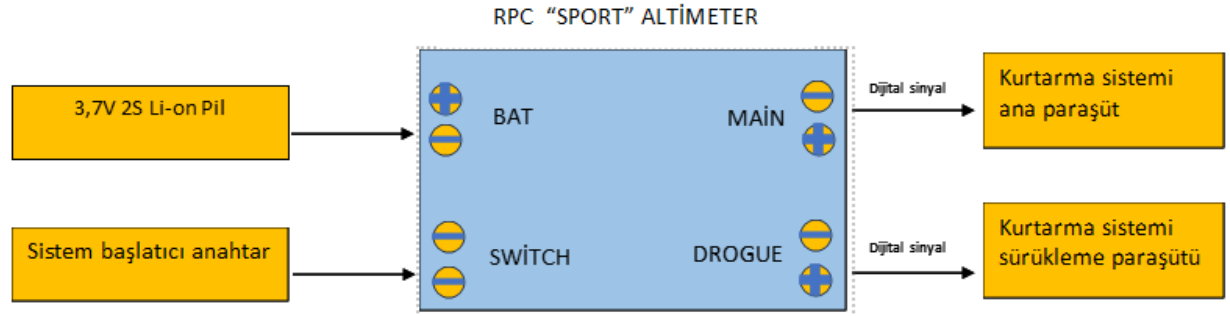 RPC “SPORT” ALTİMETER
3,7V 2S Li-on Pil
BAT
MAİN
Dijital sinyal
Kurtarma sistemi
ana paraşüt
Sistem başlatıcı anahtar
SWİTCH
DROGUE
Dijital sinyal
Kurtarma sistemi
sürükleme paraşütü